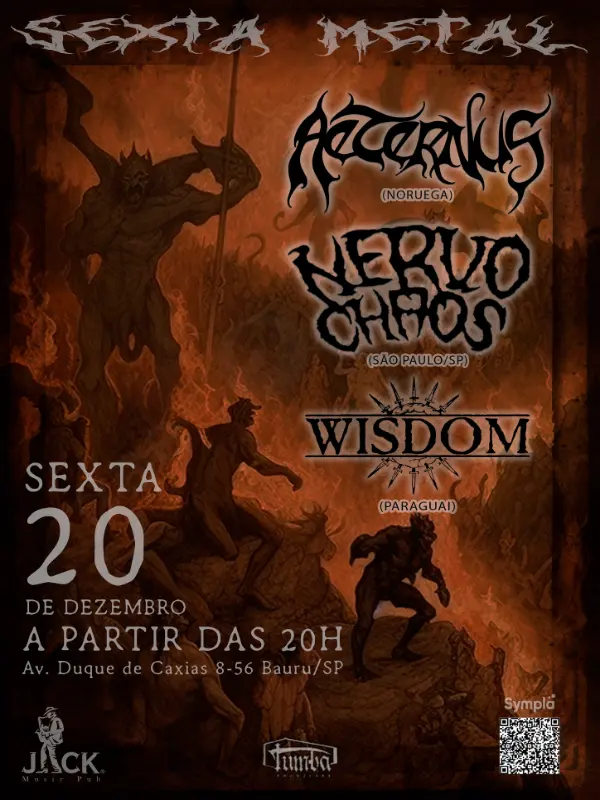 SEXTA METAL
AETERNUS
(NORUEGA)
NERVO
CHAOS
(SÃO PAULO/SP)
WISDOM
(PARAGUAI)
SEXTA
20
DE DEZEMBRO
A PARTIR DAS 20H
Av. Duque de Caxias 8-56 Bauru/SP
Sympla
JACK
Music Pub
Tumba